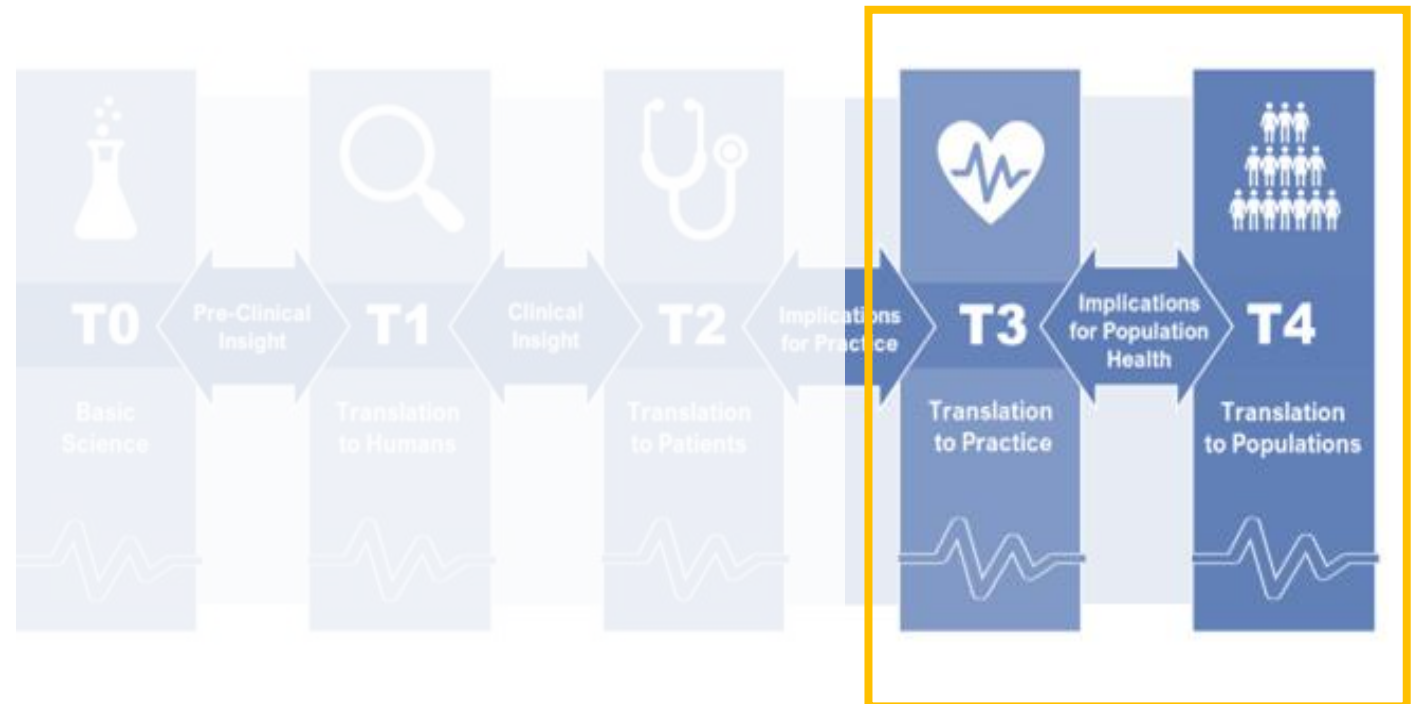 T0
Basic
Science
Pre-Clinical
Insight
T1
Translation
to Humans
Clinical
Insight
T2
Translation
to Patients
Implications
for Practice
T3
Translation
to Practice
Implications
for Population
Health
T4
Translation
to Populations